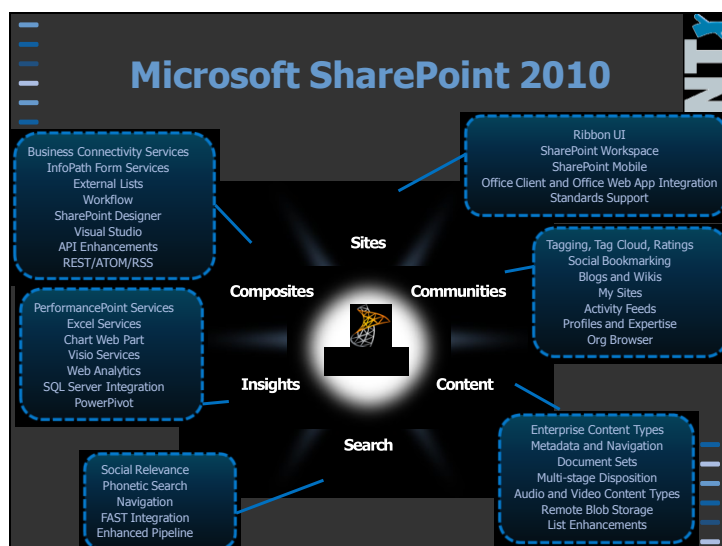 Microsoft SharePoint 2010
Business Connectivity Services
InfoPath Form Services
External Lists
Workflow
SharePoint Designer
Visual Studio
API Enhancements
REST/ATOM/RSS
Ribbon UI
SharePoint Workspace
SharePoint Mobile
Office Client and Office Web App Integration
Standards Support
Sites
Composites
Communities
Insights
Content
Search
Tagging, Tag Cloud, Ratings
Social Bookmarking
Blogs and Wikis
My Sites
Activity Feeds
Profiles and Expertise
Org Browser
PerformancePoint Services
Excel Services
Chart Web Part
Visio Services
Web Analytics
SQL Server Integration
PowerPivot
Enterprise Content Types
Metadata and Navigation
Document Sets
Multi-stage Disposition
Audio and Video Content Types
Remote Blob Storage
List Enhancements
Social Relevance
Phonetic Search
Navigation
FAST Integration
Enhanced Pipeline